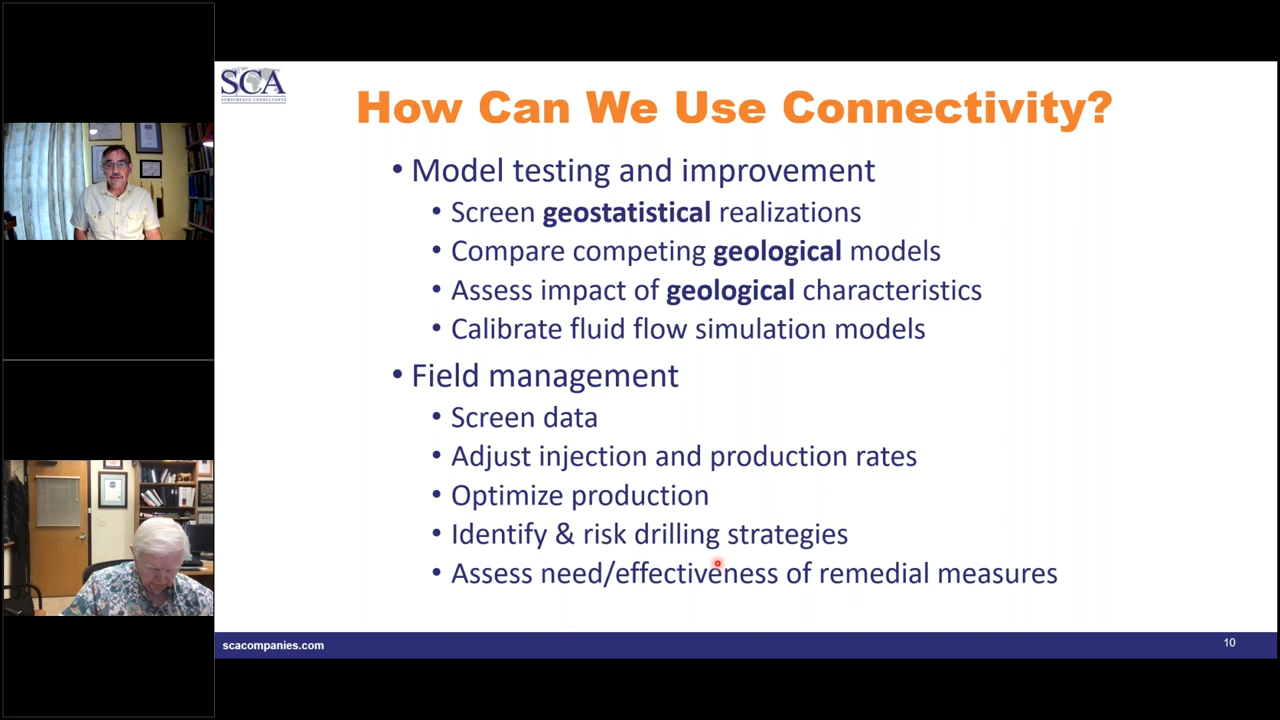 SCA
SUBSURFACE CONSULTANTS
How Can We Use Connectivity?
• Model testing and improvement
• Screen geostatistical realizations
• Compare competing geological models
• Assess impact of geological characteristics
• Calibrate fluid flow simulation models
• Field management
• Screen data
• Adjust injection and production rates
• Optimize production
• Identify & risk drilling strategies
• Assess need/effectiveness of remedial measures
scacompanies.com
10